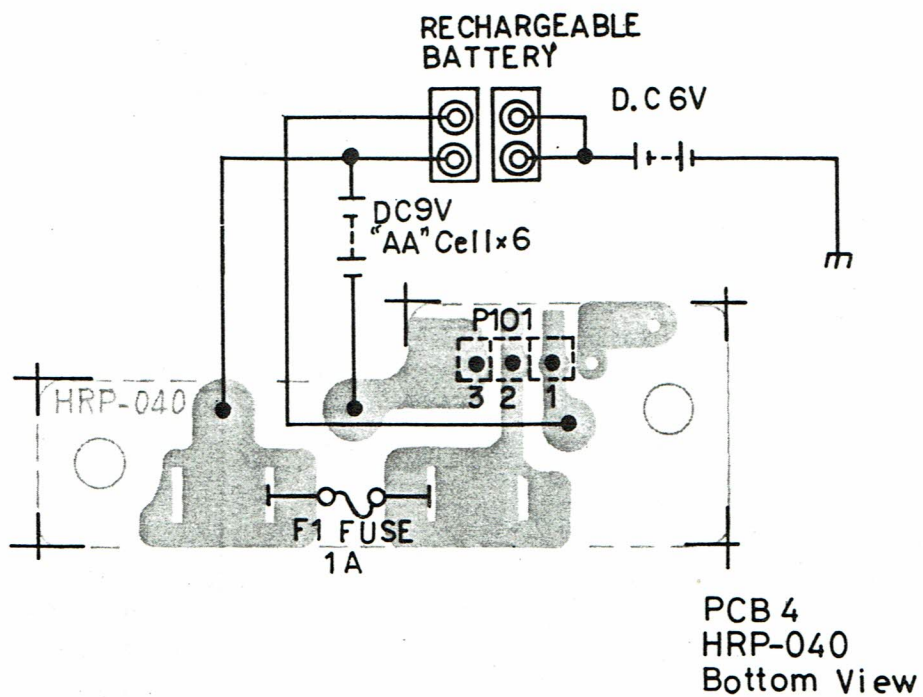 RECHARGEABLE
BATTERY
D.C 6V
DC9V
"AA" Cell×6
P101
3 2 1
HRP-040
F1 FUSE
1A
PCB 4
HRP-040
Bottom View